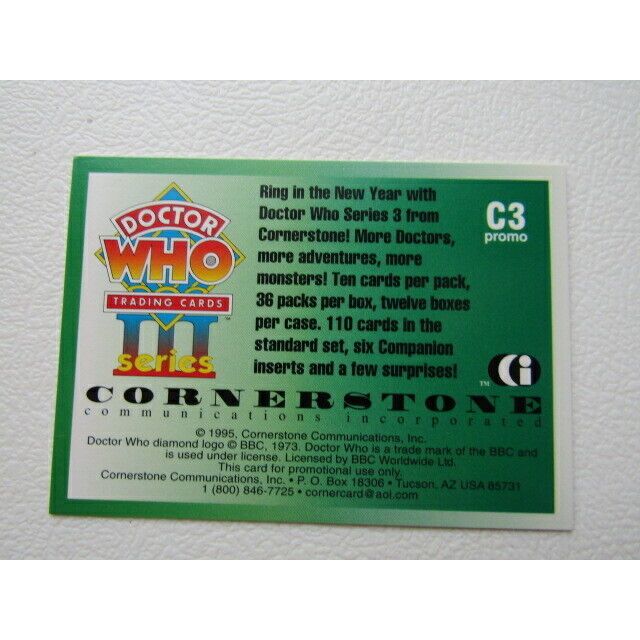 DOCTOR
WHO
TRADING CARDS
™
III
series
Ring in the New Year with
Doctor Who Series 3 from
Cornerstone! More Doctors,
more adventures, more
monsters! Ten cards per pack,
36 packs per box, twelve boxes
per case. 110 cards in the
standard set, six Companion
inserts and a few surprises!
C3
promo
™ Ci
CORNERSTONE
communications incorporated
© 1995, Cornerstone Communications, Inc.
Doctor Who diamond logo © BBC, 1973. Doctor Who is a trade mark of the BBC and
is used under license. Licensed by BBC Worldwide Ltd.
This card for promotional use only.
Cornerstone Communications, Inc. • P. O. Box 18306 • Tucson, AZ USA 85731
1 (800) 846-7725 • cornercard@aol.com